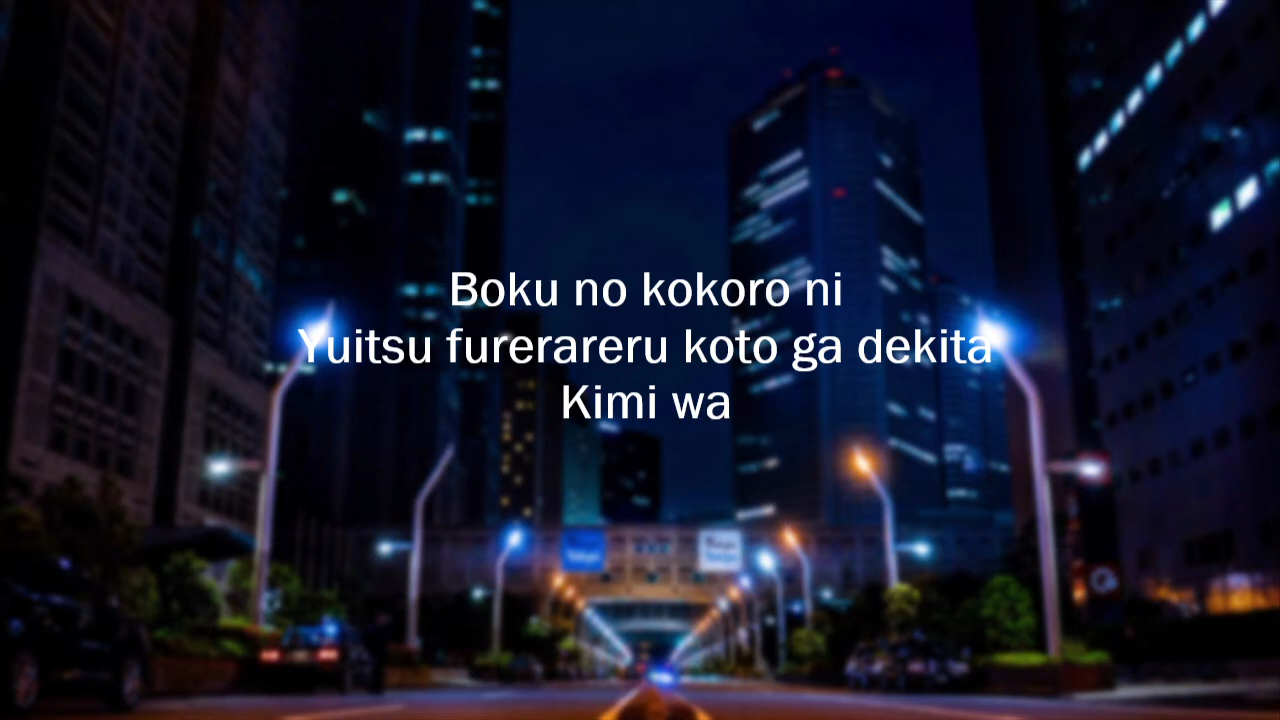 Boku no kokoro ni
Yuitsu furerareru koto ga dekita
Kimi wa